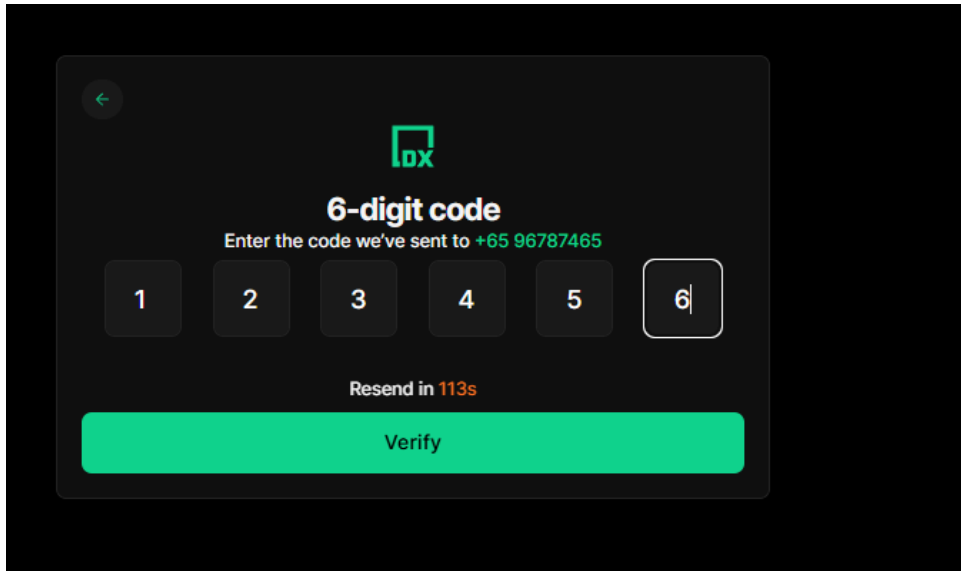 DX
6-digit code
Enter the code we've sent to +65 96787465
1 2 3 4 5 6
Resend in 113s
Verify